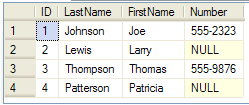 ID LastName FirstName Number
1 1 Johnson Joe 555-2323
2 2 Lewis Larry NULL
3 3 Thompson Thomas 555-9876
4 4 Patterson Patricia NULL